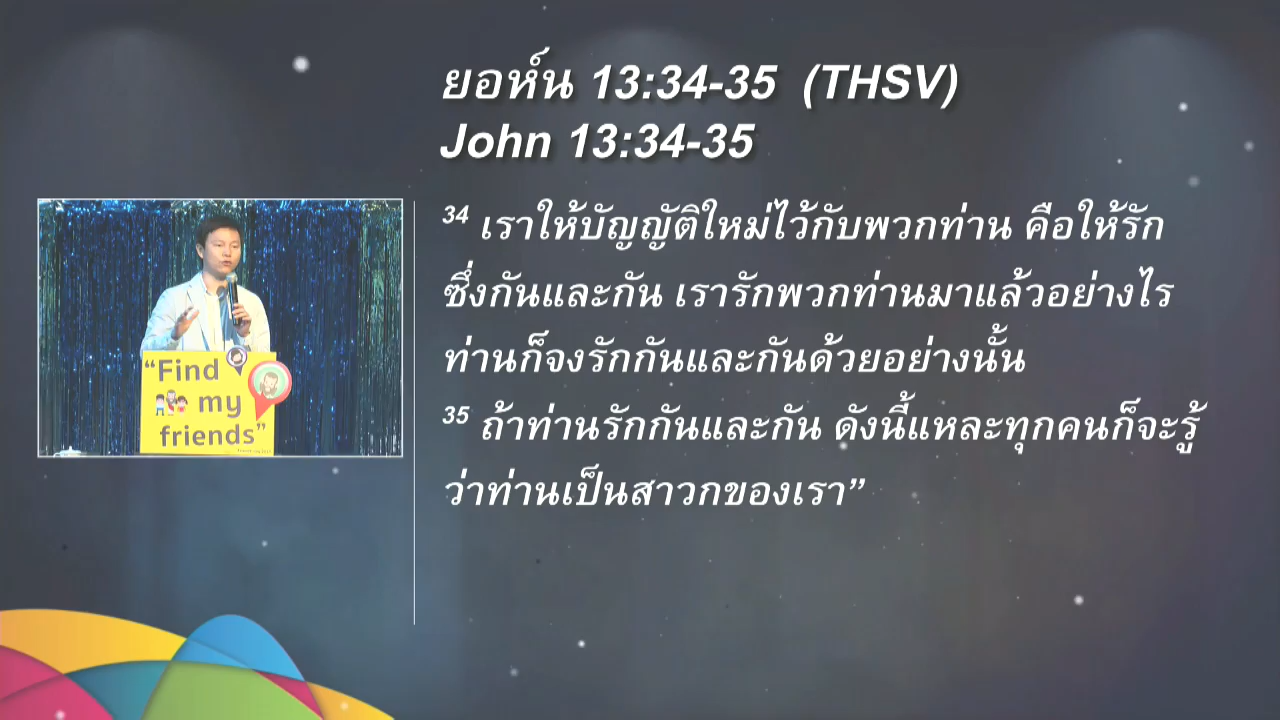 ยอห์น 13:34-35 (THSV)
John 13:34-35
34 เราให้บัญญัติใหม่ไว้กับพวกท่าน คือให้รัก
ซึ่งกันและกัน เรารักพวกท่านมาแล้วอย่างไร
ท่านก็จงรักกันและกันด้วยอย่างนั้น
35 ถ้าท่านรักกันและกัน ดังนี้แหละทุกคนก็จะรู้
ว่าท่านเป็นสาวกของเรา”
“Find
my
friends”